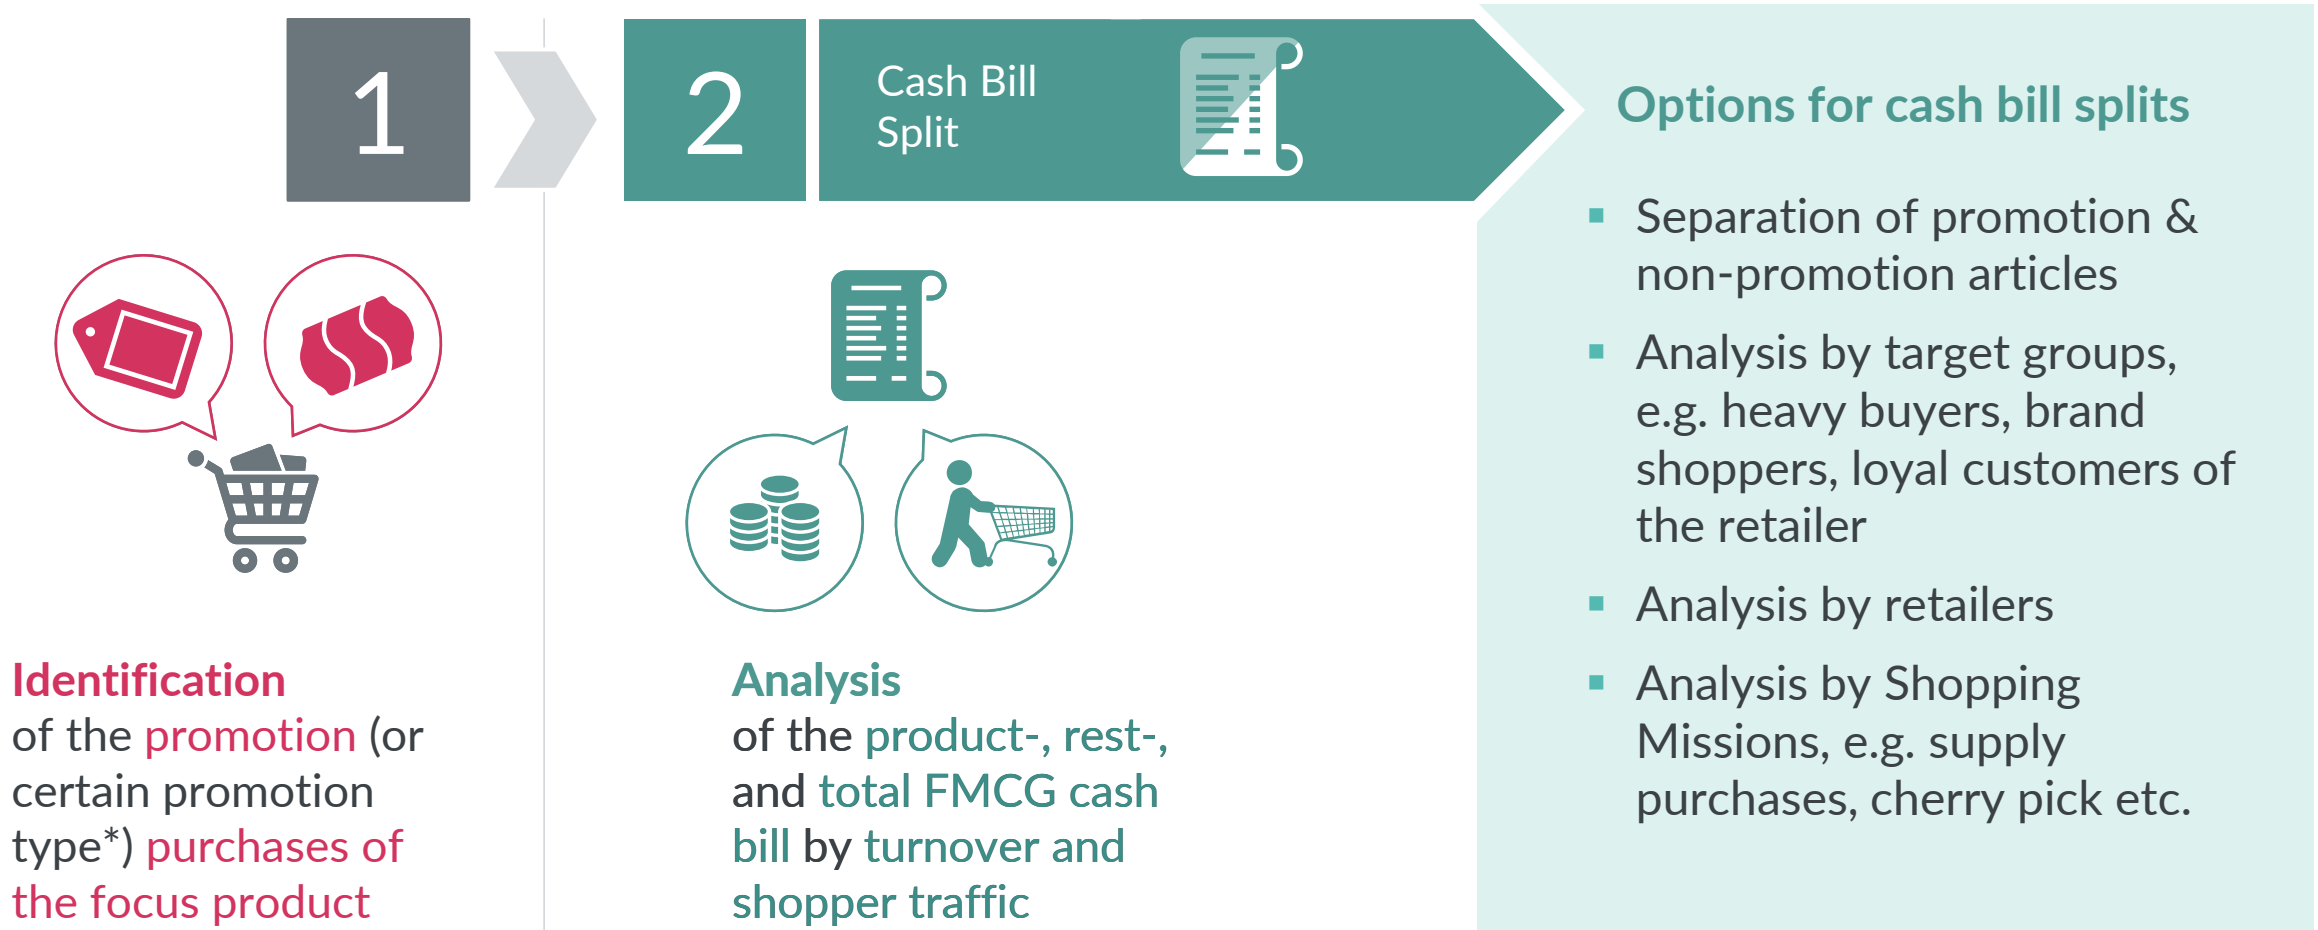 1
Identification
of the promotion (or
certain promotion
type*) purchases of
the focus product
2
Cash Bill
Split
Analysis
of the product-, rest-,
and total FMCG cash
bill by turnover and
shopper traffic
Options for cash bill splits
Separation of promotion &
non-promotion articles
Analysis by target groups,
e.g. heavy buyers, brand
shoppers, loyal customers of
the retailer
Analysis by retailers
Analysis by Shopping
Missions, e.g. supply
purchases, cherry pick etc.